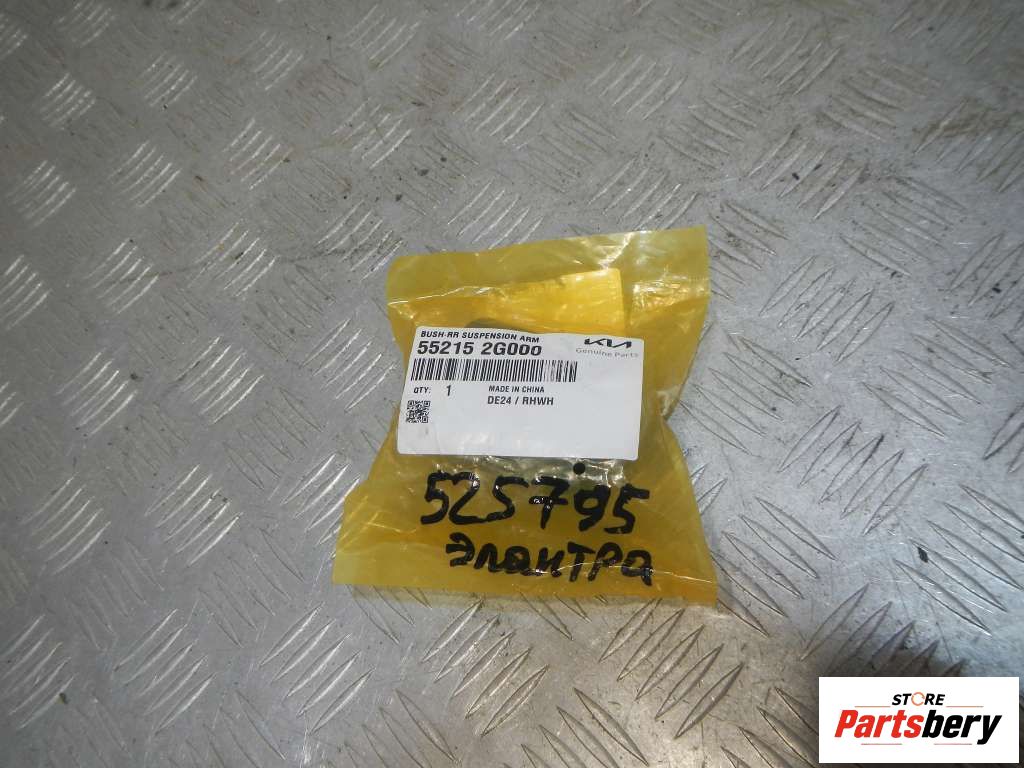 BUSH-RR SUSPENSION ARM
55215 2G000
KIA
Genuine Parts
QTY: 1
MADE IN CHINA
DE24 / RHWH
525795
элантра
STORE
Partsbery